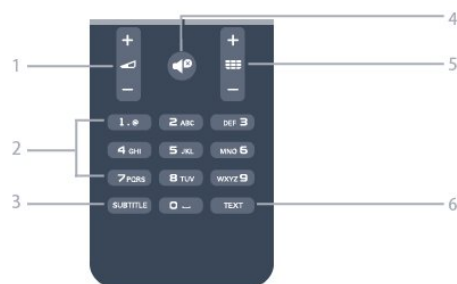 4
+ +
1 5
− −
1.@ 2 ABC DEF 3
2
4 GHI 5 JKL MNO 6
7 PQRS 8 TUV WXYZ 9
3 SUBTITLE 0 TEXT 6